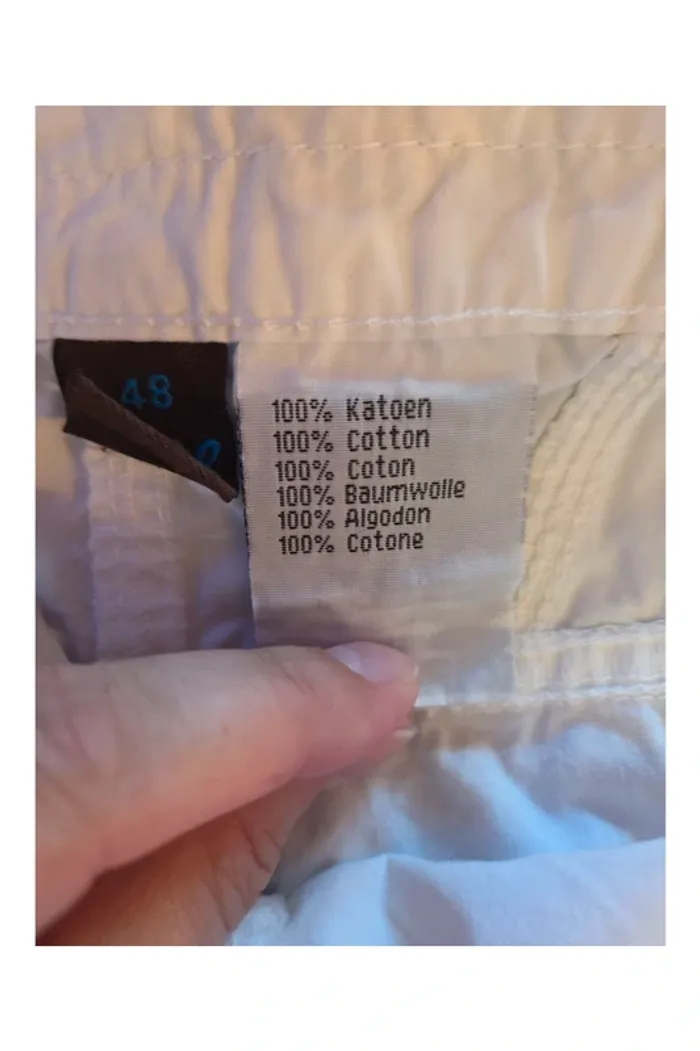 48
100% Katoen
100% Cotton
100% Coton
100% Baumwolle
100% Algodon
100% Cotone